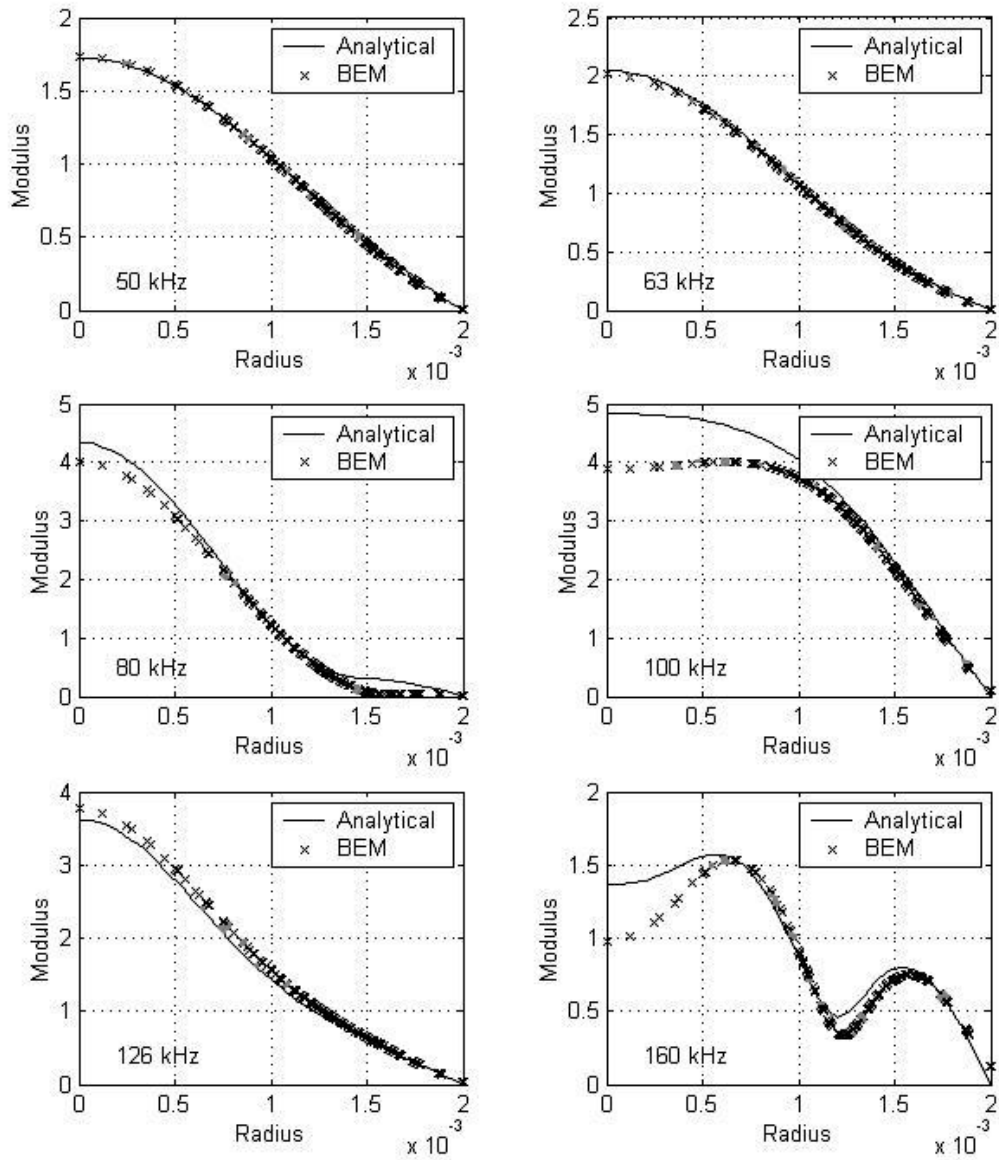 2
1.5
1
0.5
0
Modulus
Analytical
BEM
50 kHz
0 0.5 1 1.5 2
Radius
x 10-3
2.5
2
1.5
1
0.5
0
Modulus
Analytical
BEM
63 kHz
0 0.5 1 1.5 2
Radius
x 10-3
5
4
3
2
1
0
Modulus
Analytical
BEM
80 kHz
0 0.5 1 1.5 2
Radius
x 10-3
5
4
3
2
1
0
Modulus
Analytical
BEM
100 kHz
0 0.5 1 1.5 2
Radius
x 10-3
4
3
2
1
0
Modulus
Analytical
BEM
126 kHz
0 0.5 1 1.5 2
Radius
x 10-3
2
1.5
1
0.5
0
Modulus
Analytical
BEM
160 kHz
0 0.5 1 1.5 2
Radius
x 10-3